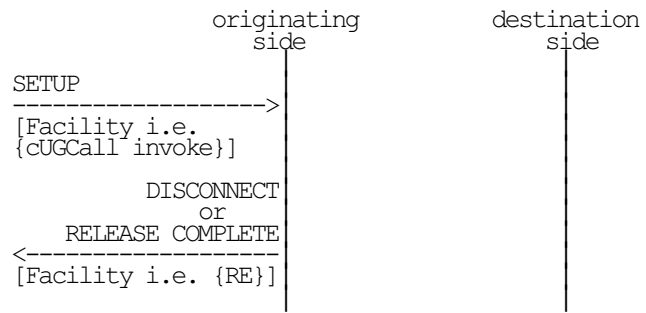 originating destination
side side
SETUP
[Facility i.e.
{cUGCall invoke}]
DISCONNECT
or
RELEASE COMPLETE
[Facility i.e. {RE}]